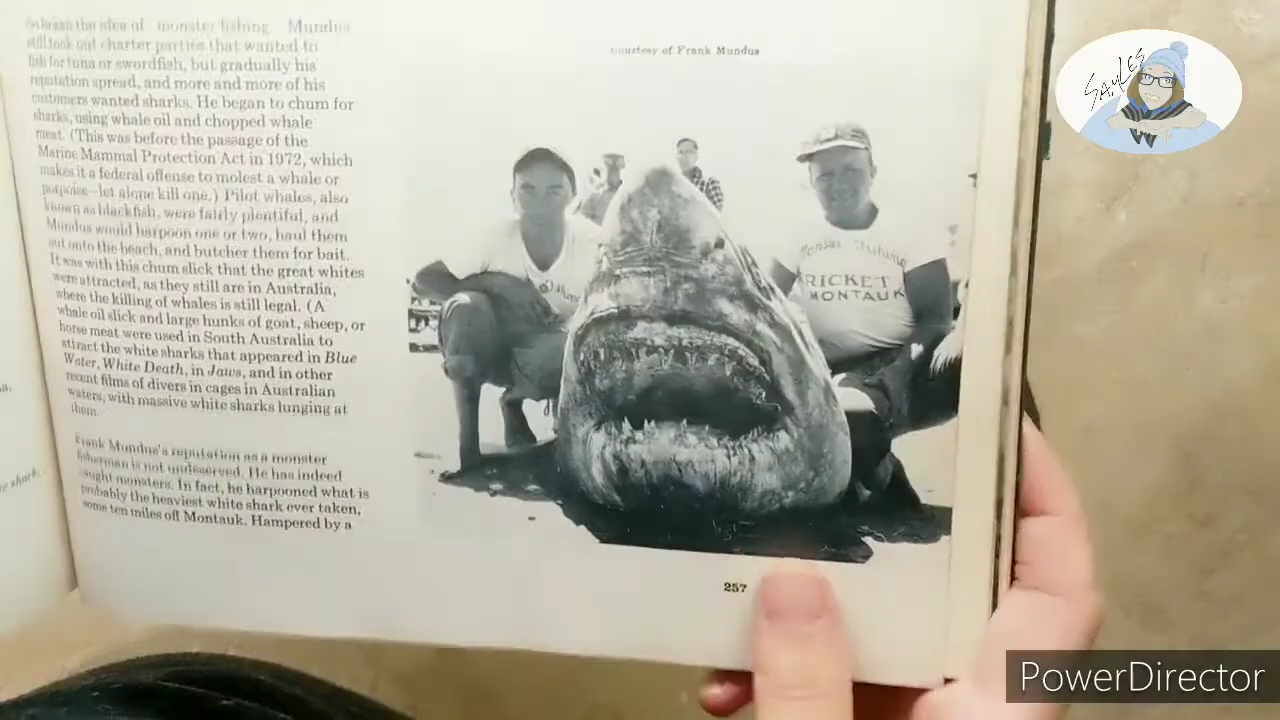 the idea of monster fishing. Mundus
still took out charter parties that wanted to
fish for tuna or swordfish, but gradually his
reputation spread, and more and more of his
customers wanted sharks. He began to chum for
sharks, using whale oil and chopped whale
meat. (This was before the passage of the
Marine Mammal Protection Act in 1972, which
makes it a federal offense to molest a whale or
porpoise—let alone kill one.) Pilot whales, also
known as blackfish, were fairly plentiful, and
Mundus would harpoon one or two, haul them
out onto the beach, and butcher them for bait.
It was with this chum slick that the great whites
were attracted, as they still are in Australia,
where the killing of whales is still legal. (A
whale oil slick and large hunks of goat, sheep, or
horse meat were used in South Australia to
attract the white sharks that appeared in Blue
Water, White Death, in Jaws, and in other
recent films of divers in cages in Australian
waters, with massive white sharks lunging at
them.
Frank Mundus's reputation as a monster
fisherman is not undeserved. He has indeed
caught monsters. In fact, he harpooned what is
probably the heaviest white shark ever taken,
some ten miles off Montauk. Hampered by a
shark,
Courtesy of Frank Mundus
Monster Fishing
RICKET
MONTAUK
257
SAMLES
PowerDirector